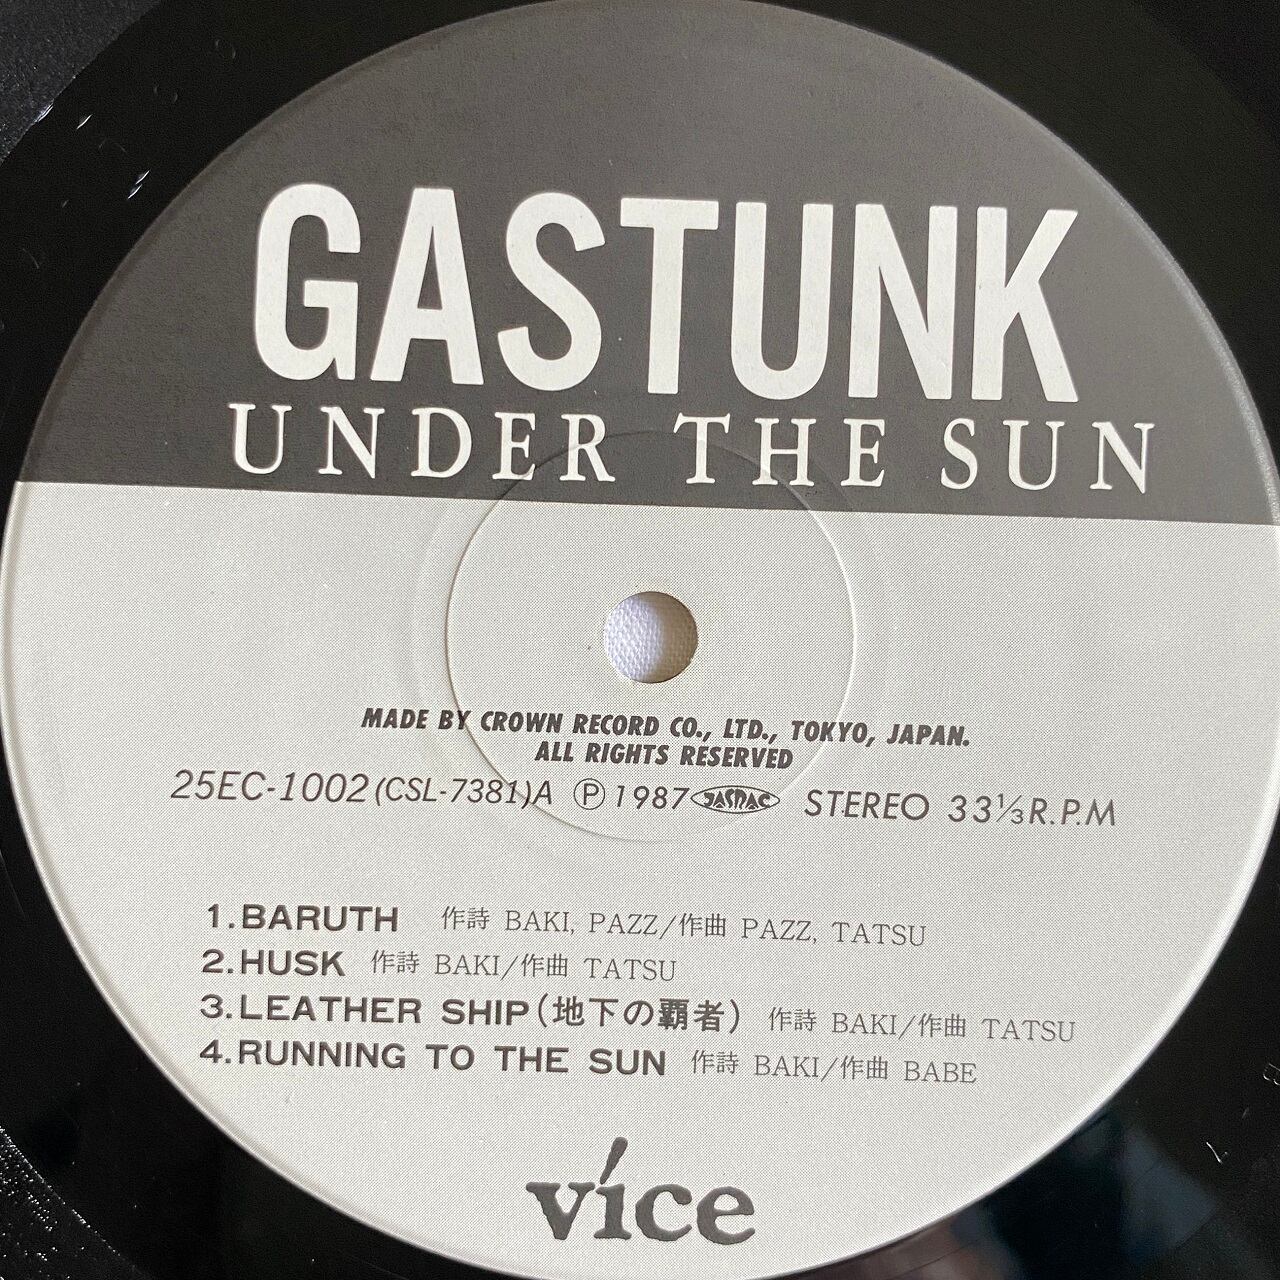 GASTUNK
UNDER THE SUN
MADE BY CROWN RECORD CO., LTD., TOKYO, JAPAN.
ALL RIGHTS RESERVED
25EC-1002 (CSL-7381)A Ⓟ 1987 JASRAC STEREO 33⅓ R.P.M
1. BARUTH 作詩 BAKI, PAZZ/作曲 PAZZ, TATSU
2. HUSK 作詩 BAKI/作曲 TATSU
3. LEATHER SHIP (地下の覇者) 作詩 BAKI/作曲 TATSU
4. RUNNING TO THE SUN 作詩 BAKI/作曲 BABE
vice